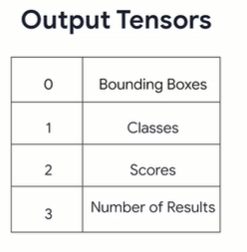 Output Tensors
0 Bounding Boxes
1 Classes
2 Scores
3 Number of Results